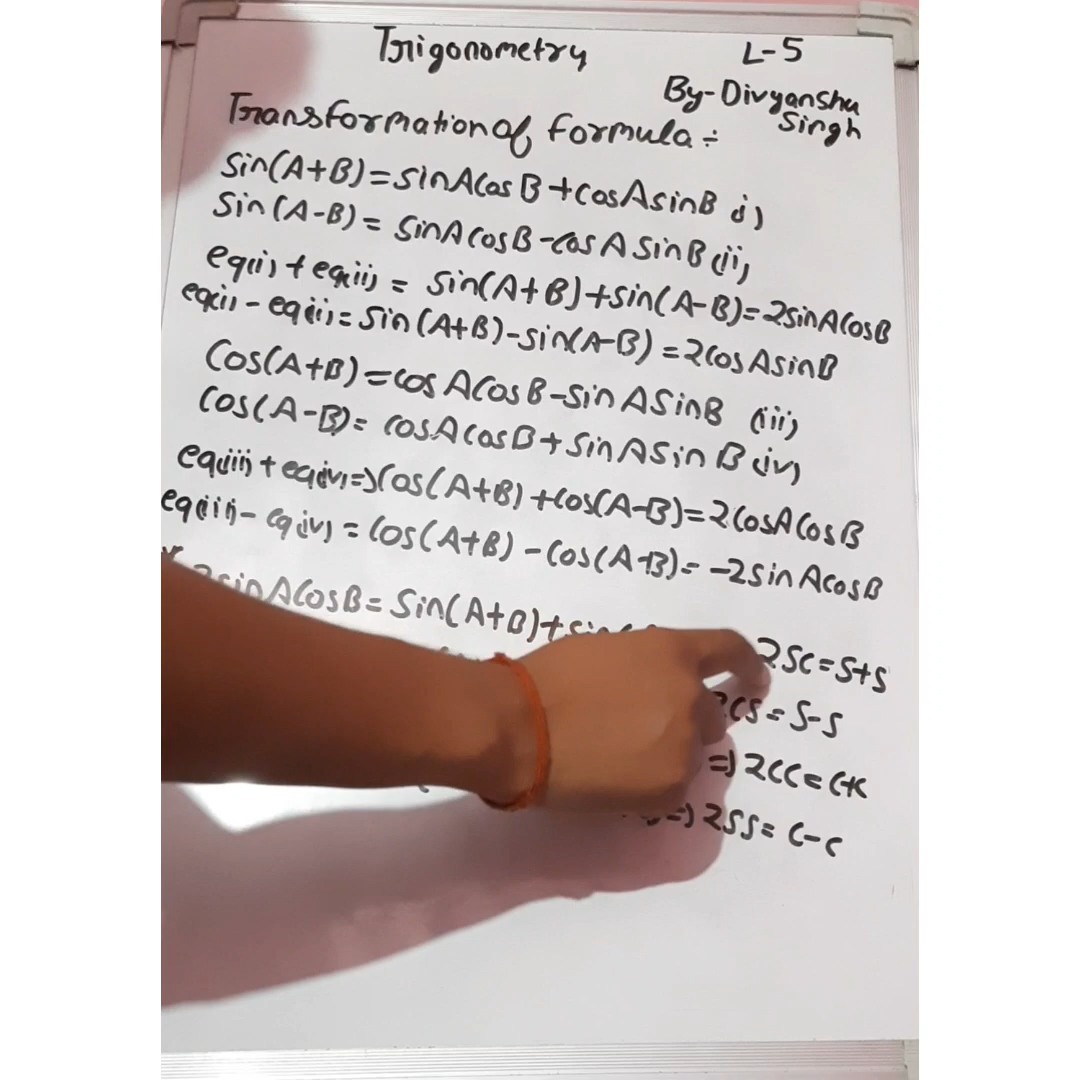 Trigonometry L-5
By-Divyanshu
Singh
Transformation of formula ÷
Sin(A+B)=sinAcosB+cosAsinB i)
Sin(A-B)= sinAcosB-cosAsinB (ii)
eq(i)+eq(ii) = sin(A+B)+sin(A-B)=2sinAcosB
eq(i)-eq(ii)=sin(A+B)-sin(A-B)=2cosAsinB
Cos(A+B)=cosAcosB-sinASinB (iii)
Cos(A-B)= cosAcosB+sinASinB (iv)
eq(iii)+eq(iv)=)Cos(A+B)+cos(A-B)=2cosAcosB
eq(iii)-eq(iv)=Cos(A+B)-Cos(A-B)=-2sinAcosB
2sinAcosB=Sin(A+B)+ 2SC=S+S
2CS=S-S
=)2CC=C+C
=)2SS=C-C